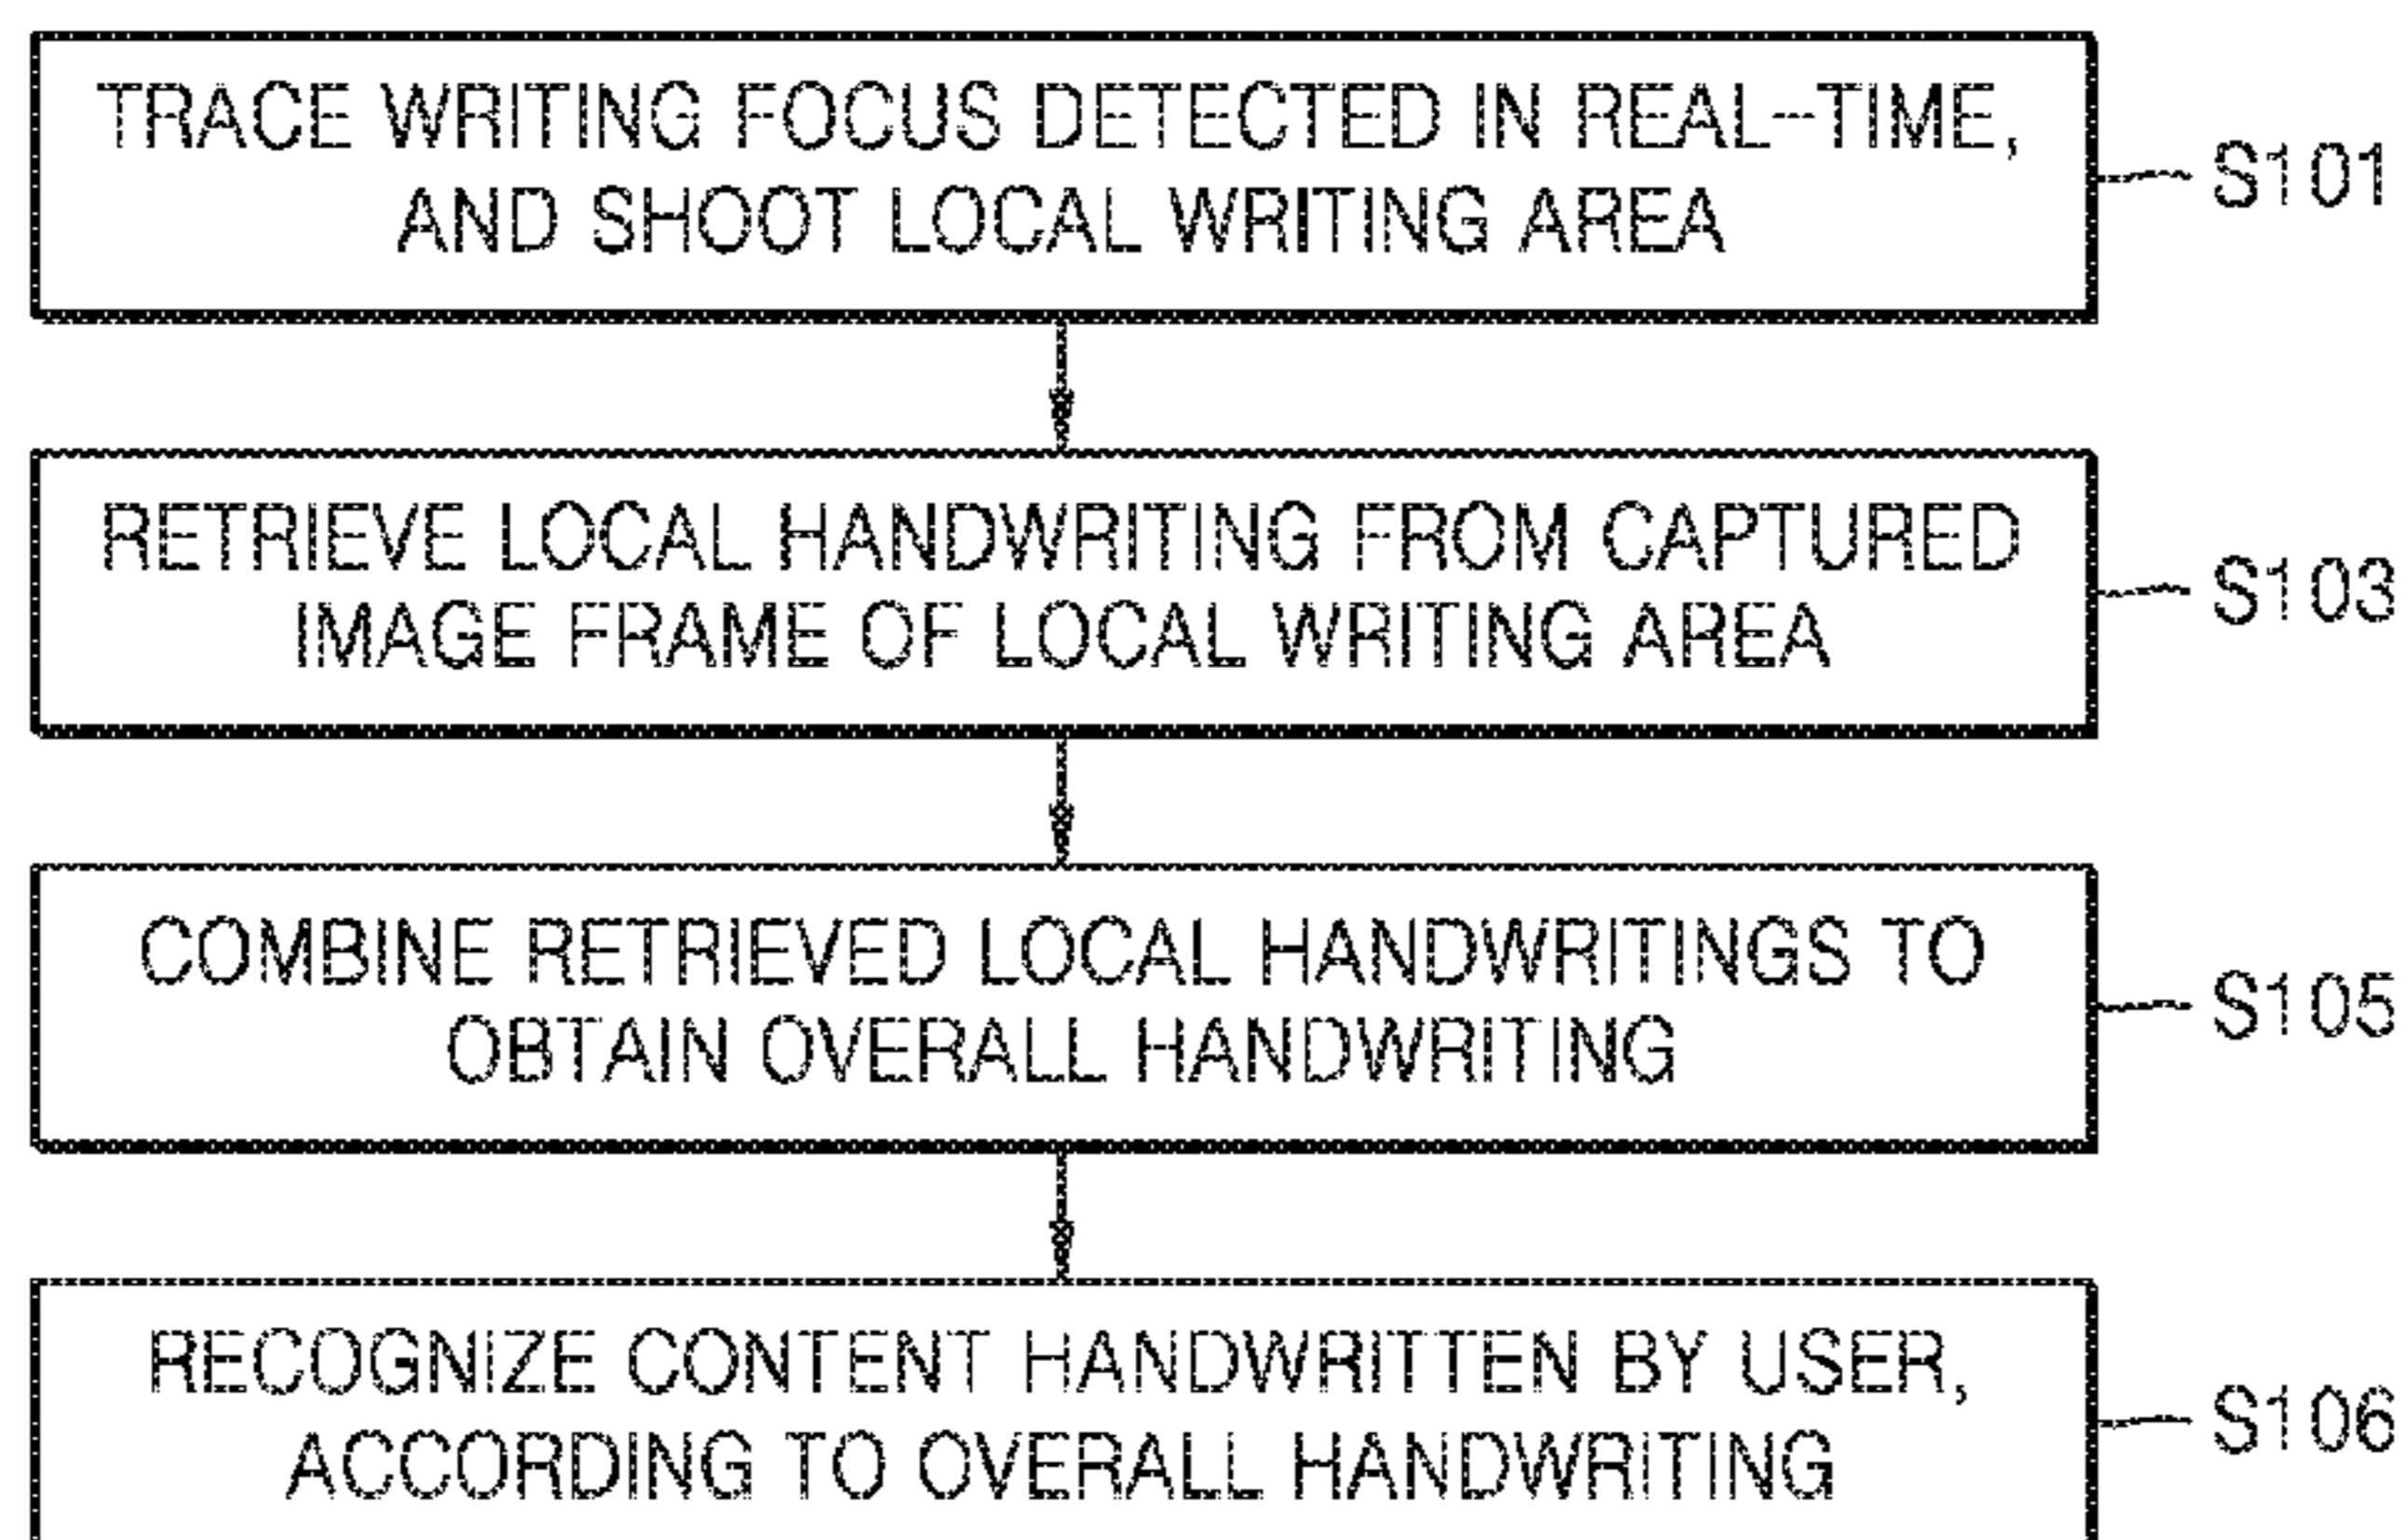 TRACE WRITING FOCUS DETECTED IN REAL-TIME,
AND SHOOT LOCAL WRITING AREA
S101
RETRIEVE LOCAL HANDWRITING FROM CAPTURED
IMAGE FRAME OF LOCAL WRITING AREA
S103
COMBINE RETRIEVED LOCAL HANDWRITINGS TO
OBTAIN OVERALL HANDWRITING
S105
RECOGNIZE CONTENT HANDWRITTEN BY USER,
ACCORDING TO OVERALL HANDWRITING
S106